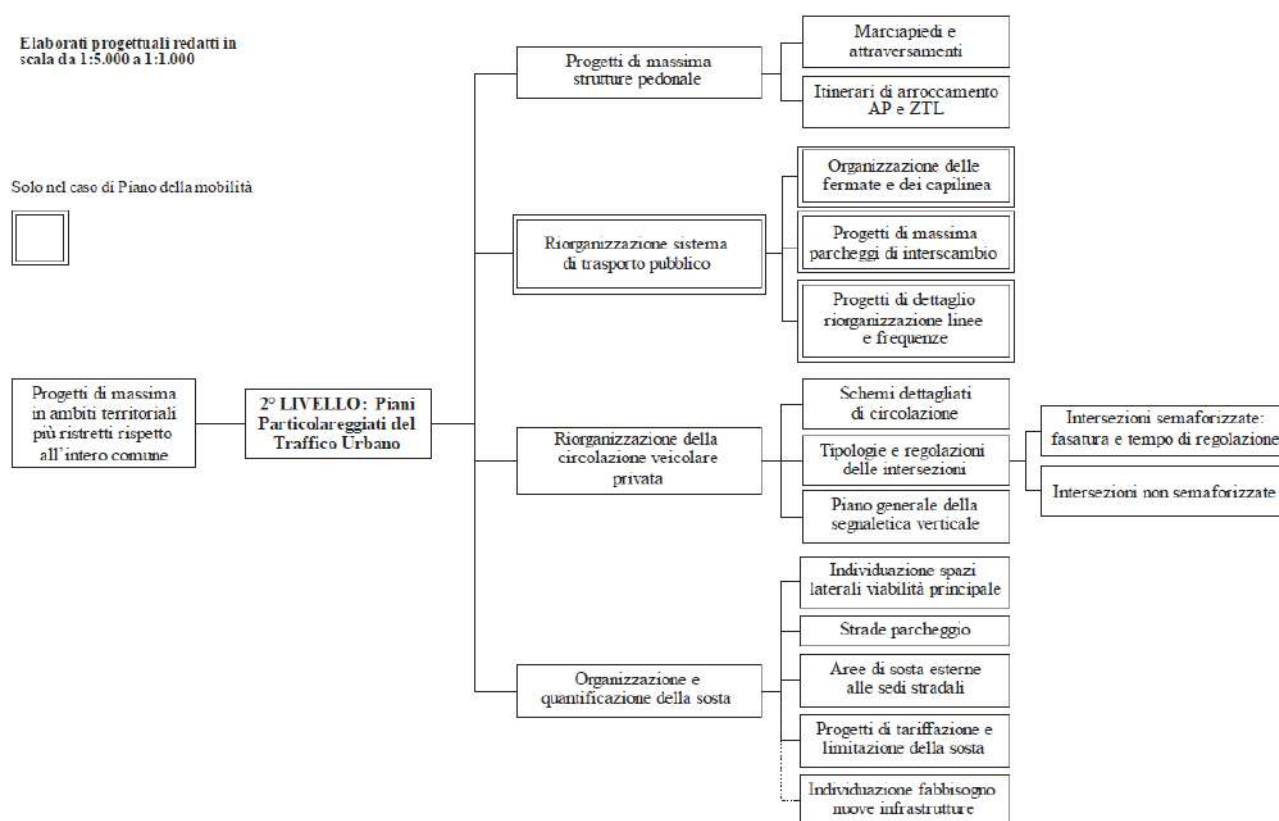 Elaborati progettuali redatti in
scala da 1:5.000 a 1:1.000
Solo nel caso di Piano della mobilità
Progetti di massima
in ambiti territoriali
più ristretti rispetto
all'intero comune
2° LIVELLO: Piani
Particolareggiati del
Traffico Urbano
Progetti di massima
strutture pedonale
Marciapiedi e
attraversamenti
Itinerari di arroccamento
AP e ZTL
Riorganizzazione sistema
di trasporto pubblico
Organizzazione delle
fermate e dei capilinea
Progetti di massima
parcheggi di interscambio
Progetti di dettaglio
riorganizzazione linee
e frequenze
Riorganizzazione della
circolazione veicolare
privata
Schemi dettagliati
di circolazione
Tipologie e regolazioni
delle intersezioni
Intersezioni semaforizzate:
fasatura e tempo di regolazione
Intersezioni non semaforizzate
Piano generale della
segnaletica verticale
Organizzazione e
quantificazione della sosta
Individuazione spazi
laterali viabilità principale
Strade parcheggio
Aree di sosta esterne
alle sedi stradali
Progetti di tariffazione e
limitazione della sosta
Individuazione fabbisogno
nuove infrastrutture